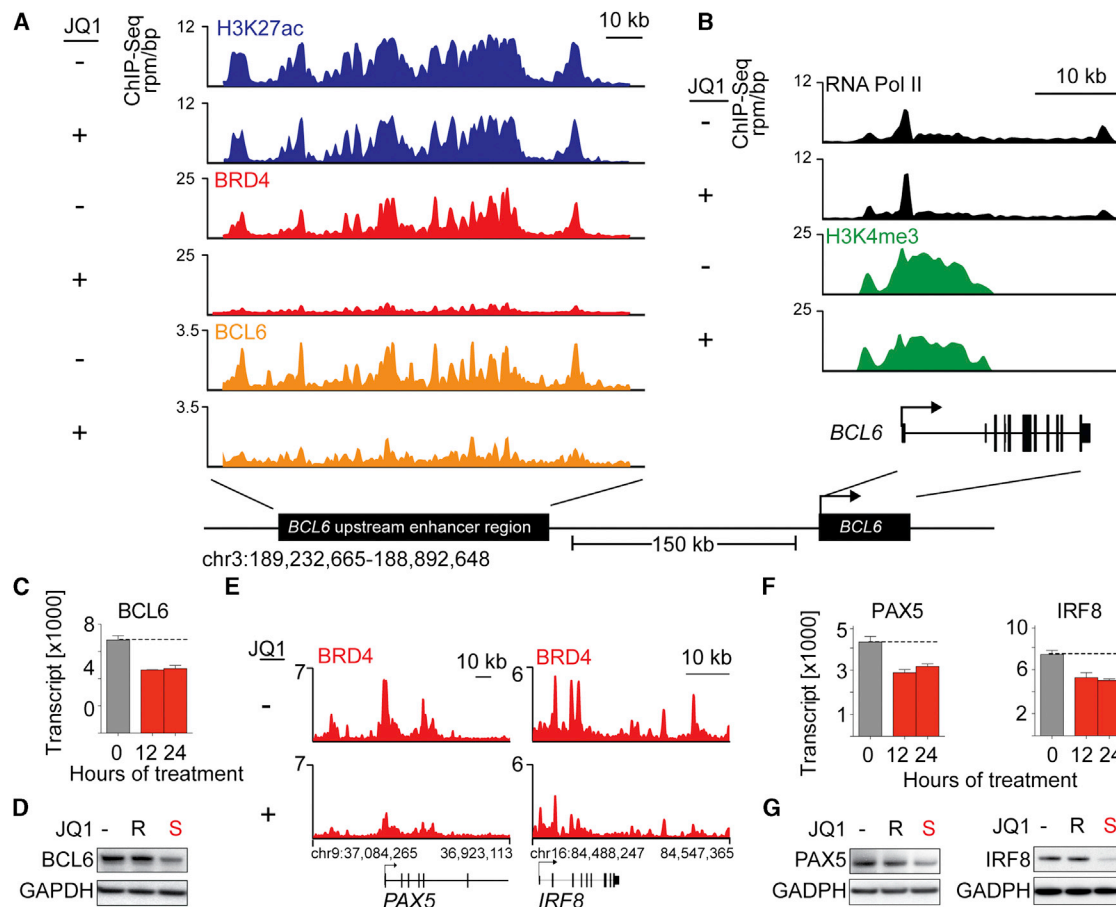 A
JQ1
ChIP-Seq
rpm/bp
12
H3K27ac
10 kb
-
12
+
25
BRD4
-
25
+
3.5
BCL6
-
3.5
+
B
JQ1
ChIP-Seq
rpm/bp
12
RNA Pol II
10 kb
-
12
+
25
H3K4me3
-
25
+
BCL6
BCL6 upstream enhancer region
150 kb
BCL6
chr3:189,232,665-188,892,648
C
BCL6
Transcript [x1000]
8
4
0
0 12 24
Hours of treatment
D
JQ1 - R S
BCL6
GAPDH
E
JQ1
BRD4
10 kb
7
-
BRD4
10 kb
6
7
+
6
chr9:37,084,265 36,923,113
PAX5
chr16:84,488,247 84,547,365
IRF8
F
PAX5
Transcript [x1000]
5
3
1
0 12 24
IRF8
10
6
2
0 12 24
Hours of treatment
G
JQ1 - R S
PAX5
GADPH
JQ1 - R S
IRF8
GADPH